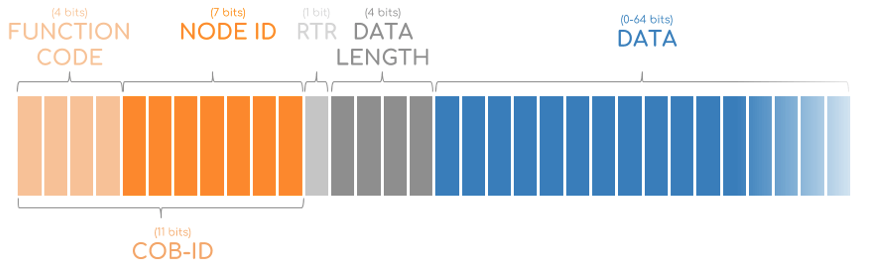 (4 bits)
FUNCTION
CODE
(7 bits)
NODE ID
(1 bit)
RTR
(4 bits)
DATA
LENGTH
(0-64 bits)
DATA
(11 bits)
COB-ID